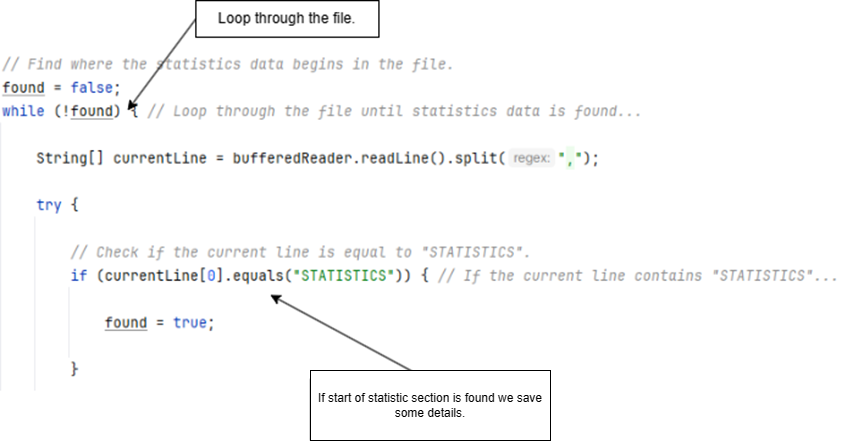 Loop through the file.
// Find where the statistics data begins in the file.
found = false;
while (!found) { // Loop through the file until statistics data is found...
String[] currentLine = bufferedReader.readLine().split( regex: ",");
try {
// Check if the current line is equal to "STATISTICS".
if (currentLine[0].equals("STATISTICS")) { // If the current line contains "STATISTICS"...
found = true;
}
If start of statistic section is found we save
some details.